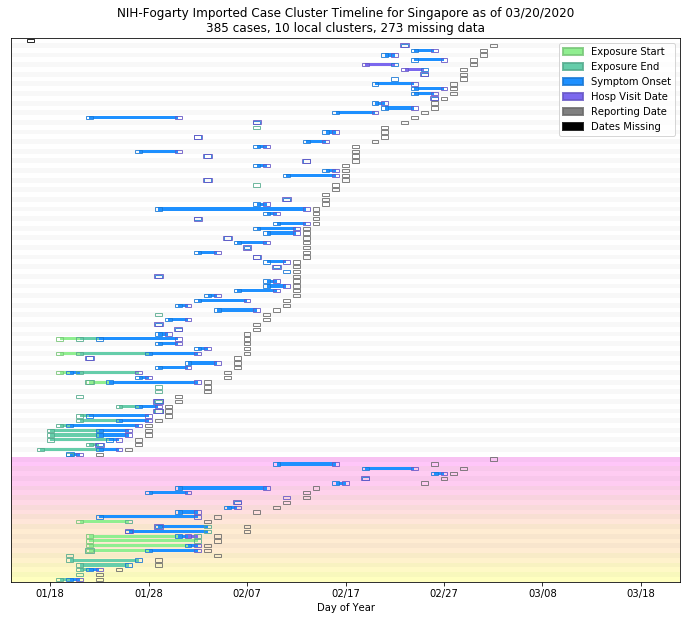 NIH-Fogarty Imported Case Cluster Timeline for Singapore as of 03/20/2020
385 cases, 10 local clusters, 273 missing data
Exposure Start
Exposure End
Symptom Onset
Hosp Visit Date
Reporting Date
Dates Missing
01/18
01/28
02/07
02/17
02/27
03/08
03/18
Day of Year